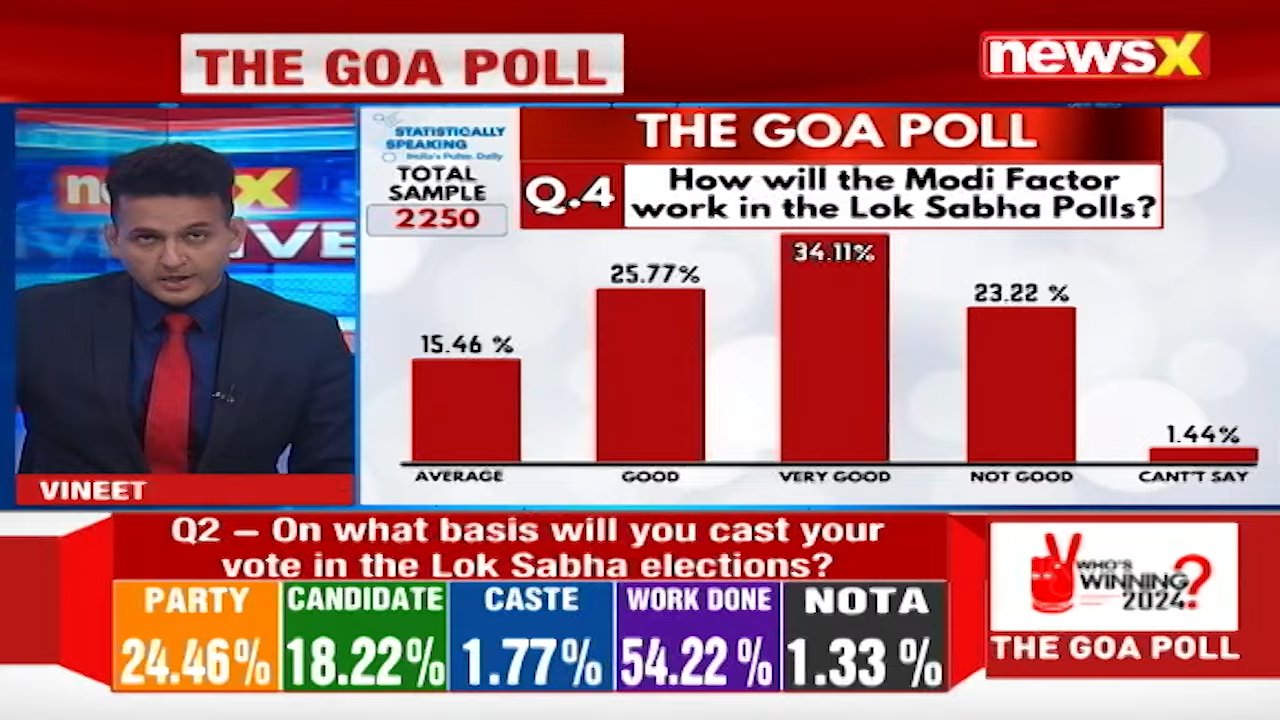 THE GOA POLL
newsX
STATISTICALLY
SPEAKING
India's Pulse, Daily
TOTAL
SAMPLE
2250
THE GOA POLL
Q.4
How will the Modi Factor
work in the Lok Sabha Polls?
15.46 %
25.77%
34.11%
23.22 %
1.44%
AVERAGE
GOOD
VERY GOOD
NOT GOOD
CANT'T SAY
VINEET
Q2 – On what basis will you cast your
vote in the Lok Sabha elections?
PARTY
24.46%
CANDIDATE
18.22%
CASTE
1.77%
WORK DONE
54.22 %
NOTA
1.33 %
WHO'S
WINNING
2024?
THE GOA POLL